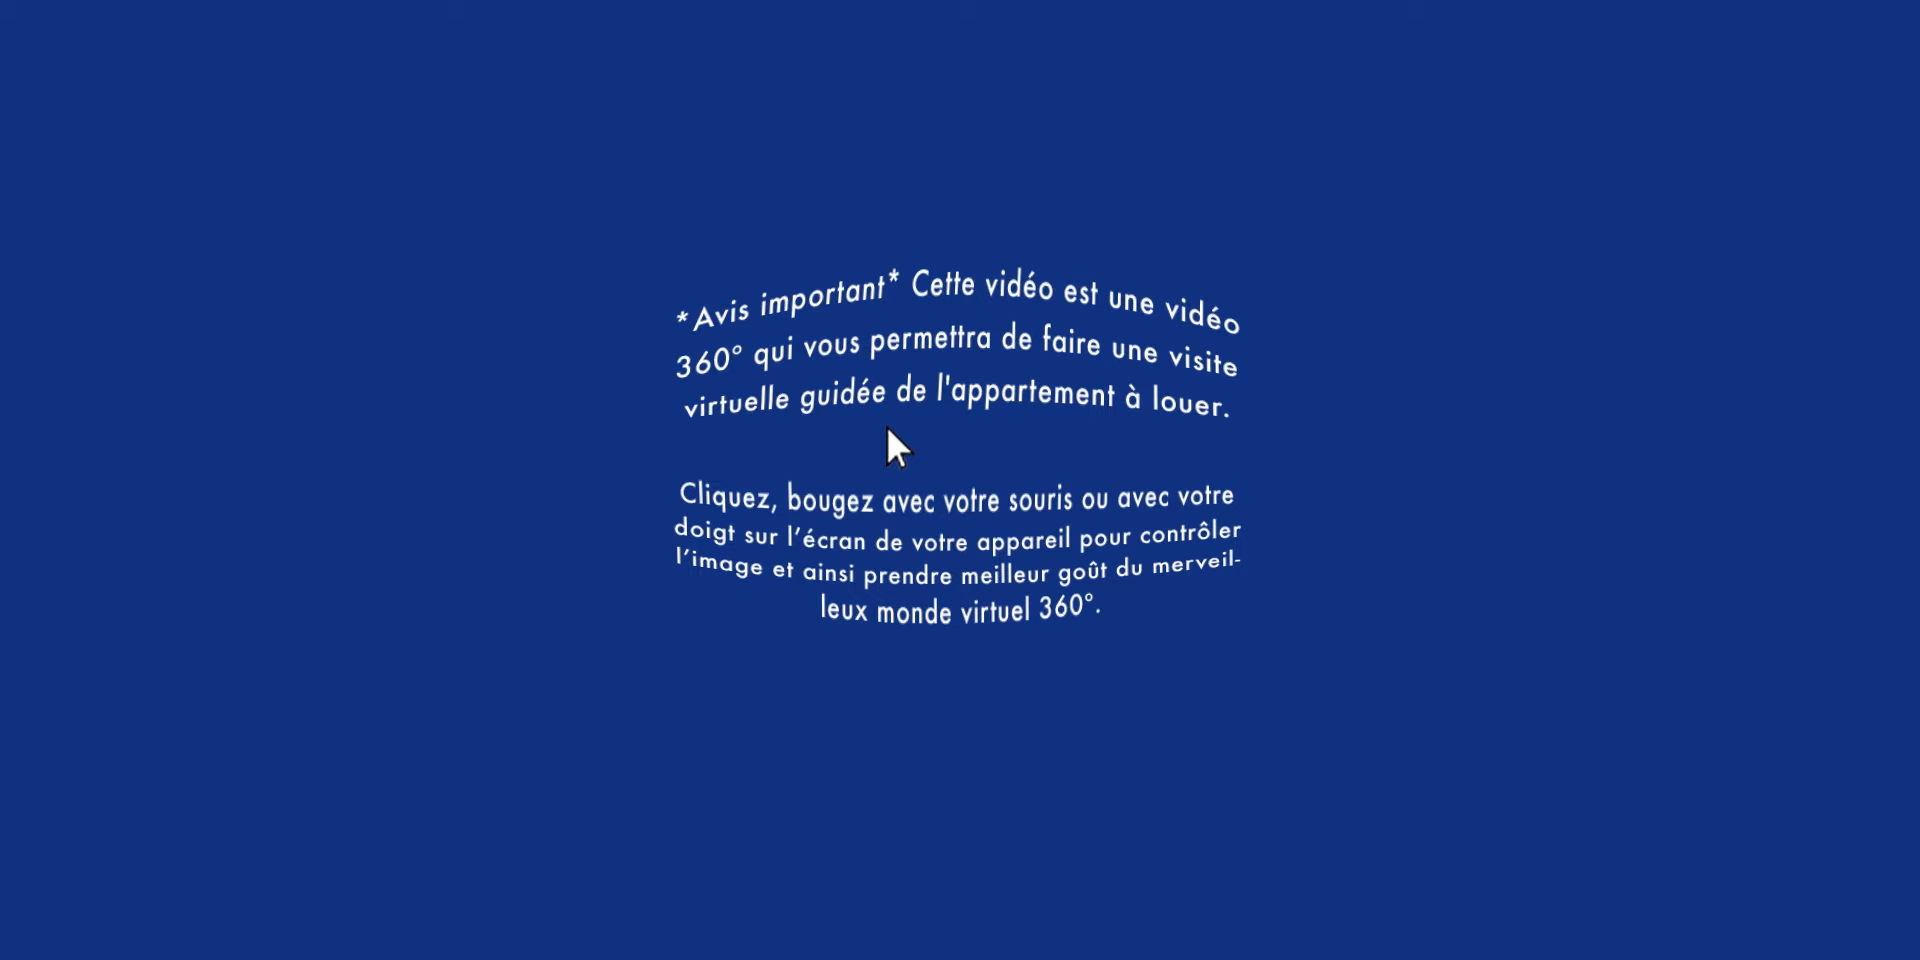 *Avis important* Cette vidéo est une vidéo
360° qui vous permettra de faire une visite
virtuelle guidée de l'appartement à louer.
Cliquez, bougez avec votre souris ou avec votre
doigt sur l’écran de votre appareil pour contrôler
l’image et ainsi prendre meilleur goût du merveil-
leux monde virtuel 360°.